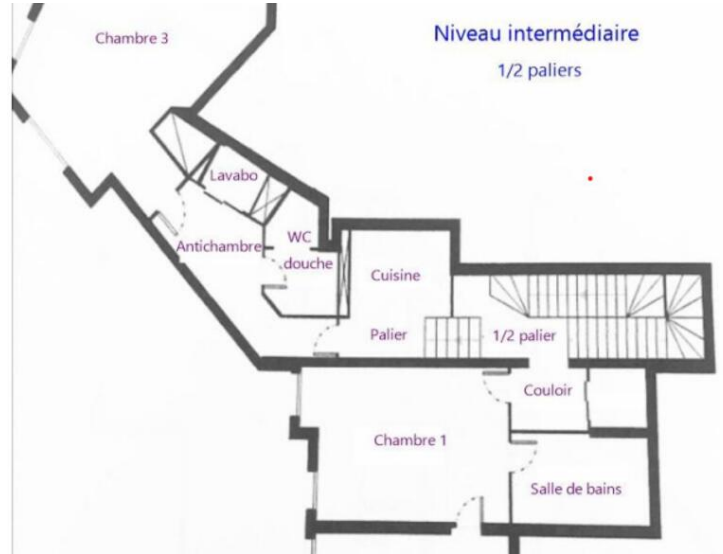 Niveau intermédiaire
1/2 paliers
Chambre 3
Lavabo
Antichambre
WC
douche
Cuisine
Palier
1/2 palier
Couloir
Chambre 1
Salle de bains